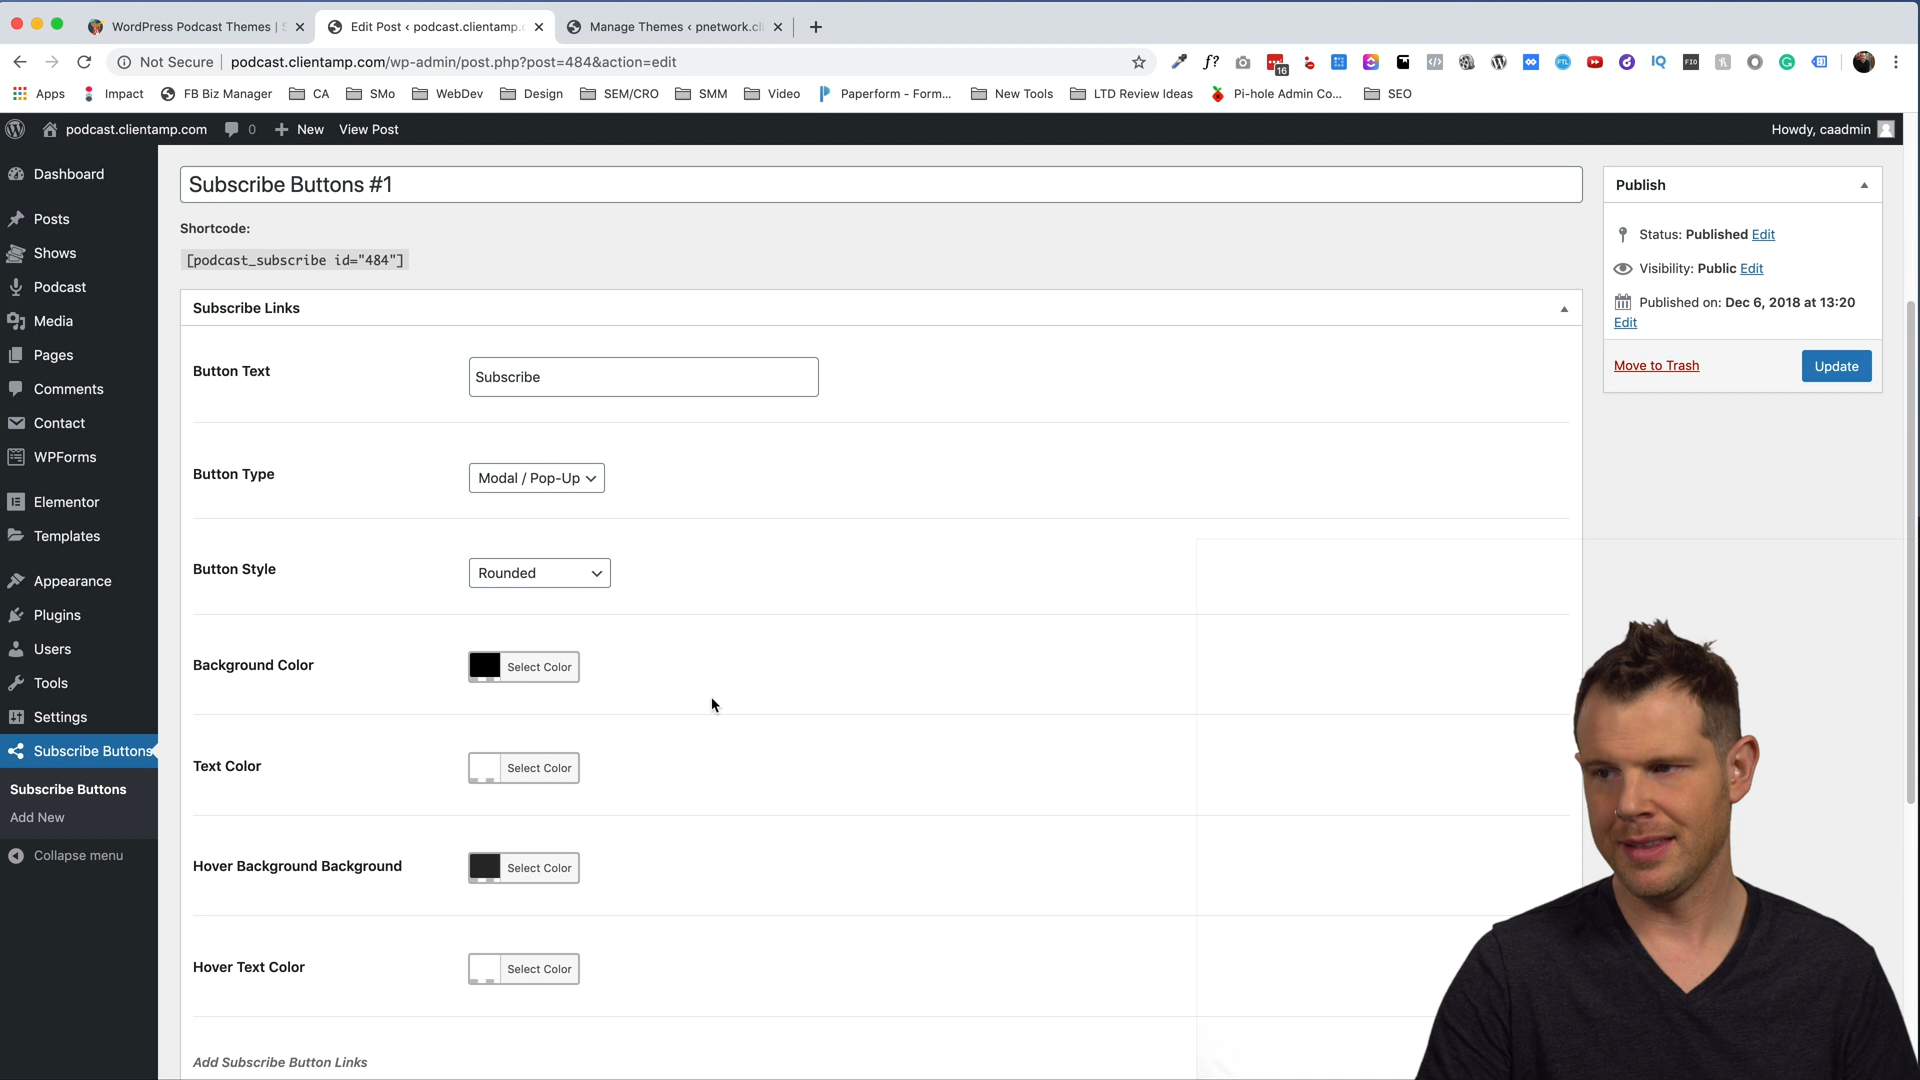 WordPress Podcast Themes | S
Edit Post ‹ podcast.clientamp.c
Manage Themes ‹ pnetwork.cli
Not Secure
podcast.clientamp.com/wp-admin/post.php?post=484&action=edit
f?
16
FTL
IQ
FIO
Apps
Impact
FB Biz Manager
CA
SMo
WebDev
Design
SEM/CRO
SMM
Video
Paperform - Form...
New Tools
LTD Review Ideas
Pi-hole Admin Co...
SEO
podcast.clientamp.com
0
New
View Post
Howdy, caadmin
Dashboard
Posts
Shows
Podcast
Media
Pages
Comments
Contact
WPForms
Elementor
Templates
Appearance
Plugins
Users
Tools
Settings
Subscribe Buttons
Subscribe Buttons
Add New
Collapse menu
Subscribe Buttons #1
Shortcode:
[podcast_subscribe id="484"]
Subscribe Links
Button Text
Subscribe
Button Type
Modal / Pop-Up
Button Style
Rounded
Background Color
Select Color
Text Color
Select Color
Hover Background Background
Select Color
Hover Text Color
Select Color
Add Subscribe Button Links
Publish
Status: Published Edit
Visibility: Public Edit
Published on: Dec 6, 2018 at 13:20
Edit
Move to Trash
Update